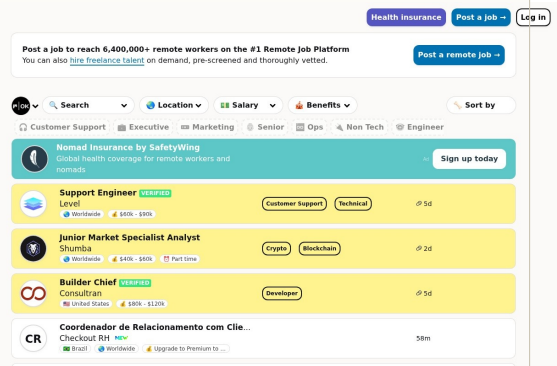 Health insurance
Post a job →
Log in
Post a job to reach 6,400,000+ remote workers on the #1 Remote Job Platform
You can also hire freelance talent on demand, pre-screened and thoroughly vetted.
Post a remote job →
Search
Location
Salary
Benefits
Sort by
Customer Support
Executive
Marketing
Senior
Ops
Non Tech
Engineer
Nomad Insurance by SafetyWing
Global health coverage for remote workers and
nomads
Sign up today
Support Engineer VERIFIED
Level
Worldwide
$60k - $90k
Customer Support
Technical
5d
Junior Market Specialist Analyst
Shumba
Worldwide
$40k - $60k
Part time
Crypto
Blockchain
2d
Builder Chief VERIFIED
Consultran
United States
$80k - $120k
Developer
5d
Coordenador de Relacionamento com Clie...
CR
Checkout RH NEW
Brazil
Worldwide
Upgrade to Premium to ...
58m